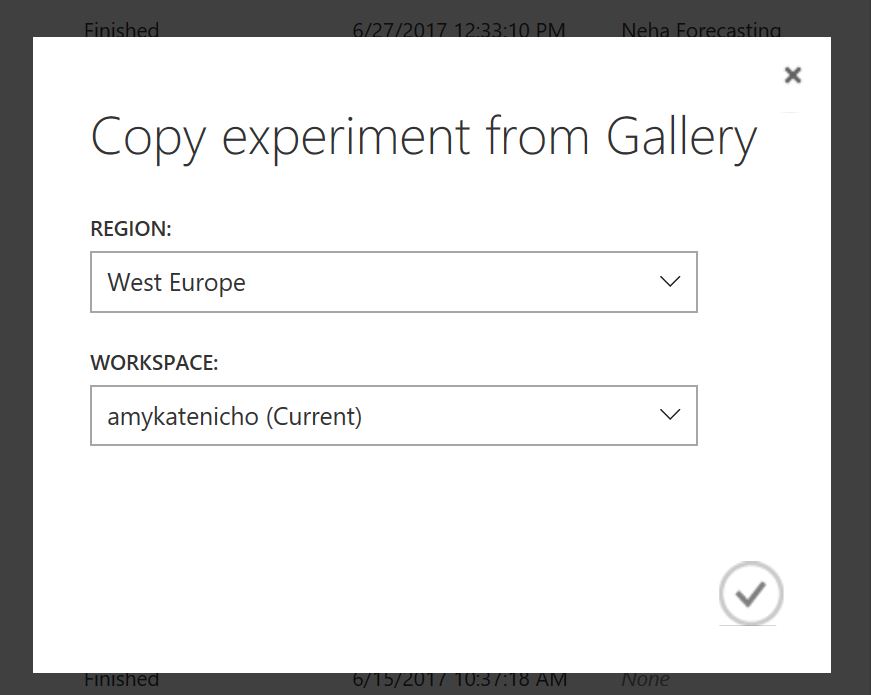 Finished 6/27/2017 12:33:10 PM Neha Forecasting
Copy experiment from Gallery
REGION:
West Europe
WORKSPACE:
amykatenicho (Current)
Finished 6/15/2017 10:37:18 AM None